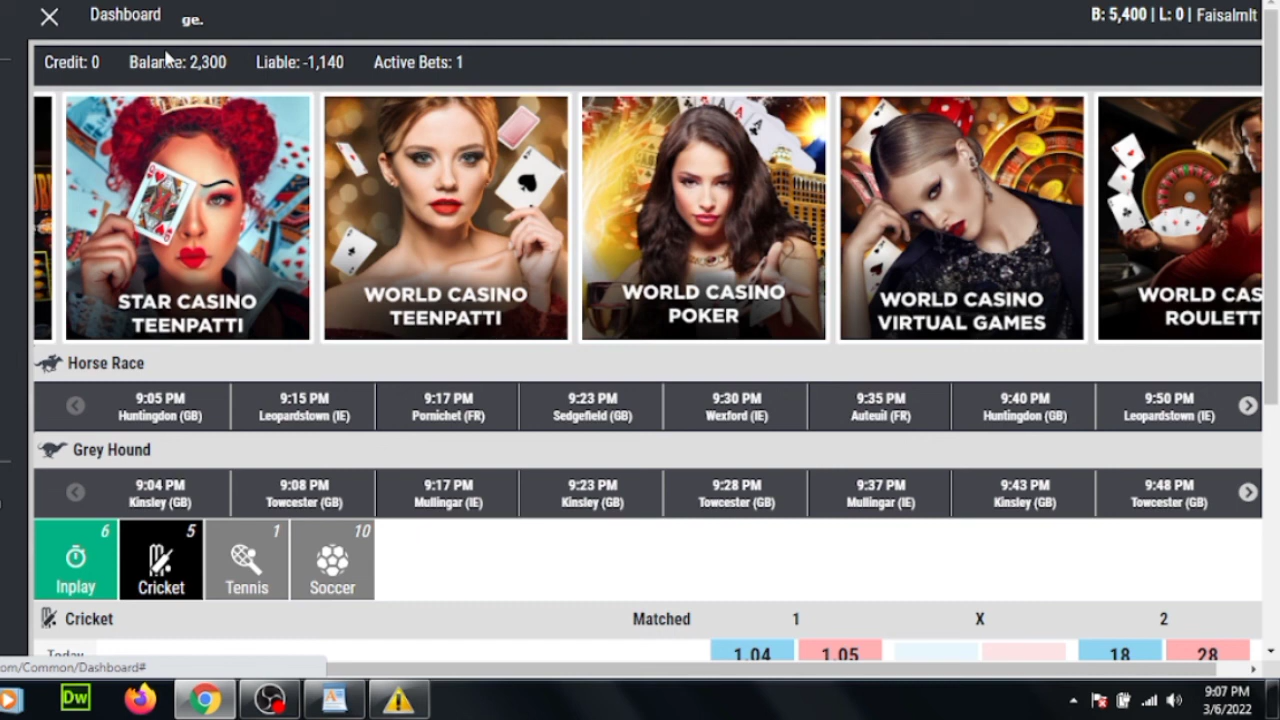 Dashboard
ge.
B: 5,400 | L: 0 | Faisalmlt
Credit: 0 Balance: 2,300 Liable: -1,140 Active Bets: 1
STAR CASINO
TEENPATTI
WORLD CASINO
TEENPATTI
WORLD CASINO
POKER
WORLD CASINO
VIRTUAL GAMES
WORLD CAS
ROULETT
Horse Race
9:05 PM 9:15 PM 9:17 PM 9:23 PM 9:30 PM 9:35 PM 9:40 PM 9:50 PM
Huntingdon (GB) Leopardstown (IE) Pornichet (FR) Sedgefield (GB) Wexford (IE) Auteuil (FR) Huntingdon (GB) Leopardstown (IE)
Grey Hound
9:04 PM 9:08 PM 9:17 PM 9:23 PM 9:28 PM 9:37 PM 9:43 PM 9:48 PM
Kinsley (GB) Towcester (GB) Mullingar (IE) Kinsley (GB) Towcester (GB) Mullingar (IE) Kinsley (GB) Towcester (GB)
6 5 1 10
Inplay Cricket Tennis Soccer
Cricket Matched 1 X 2
Today 1.04 1.05 18 28
om/Common/Dashboard#
Dw
9:07 PM
3/6/2022